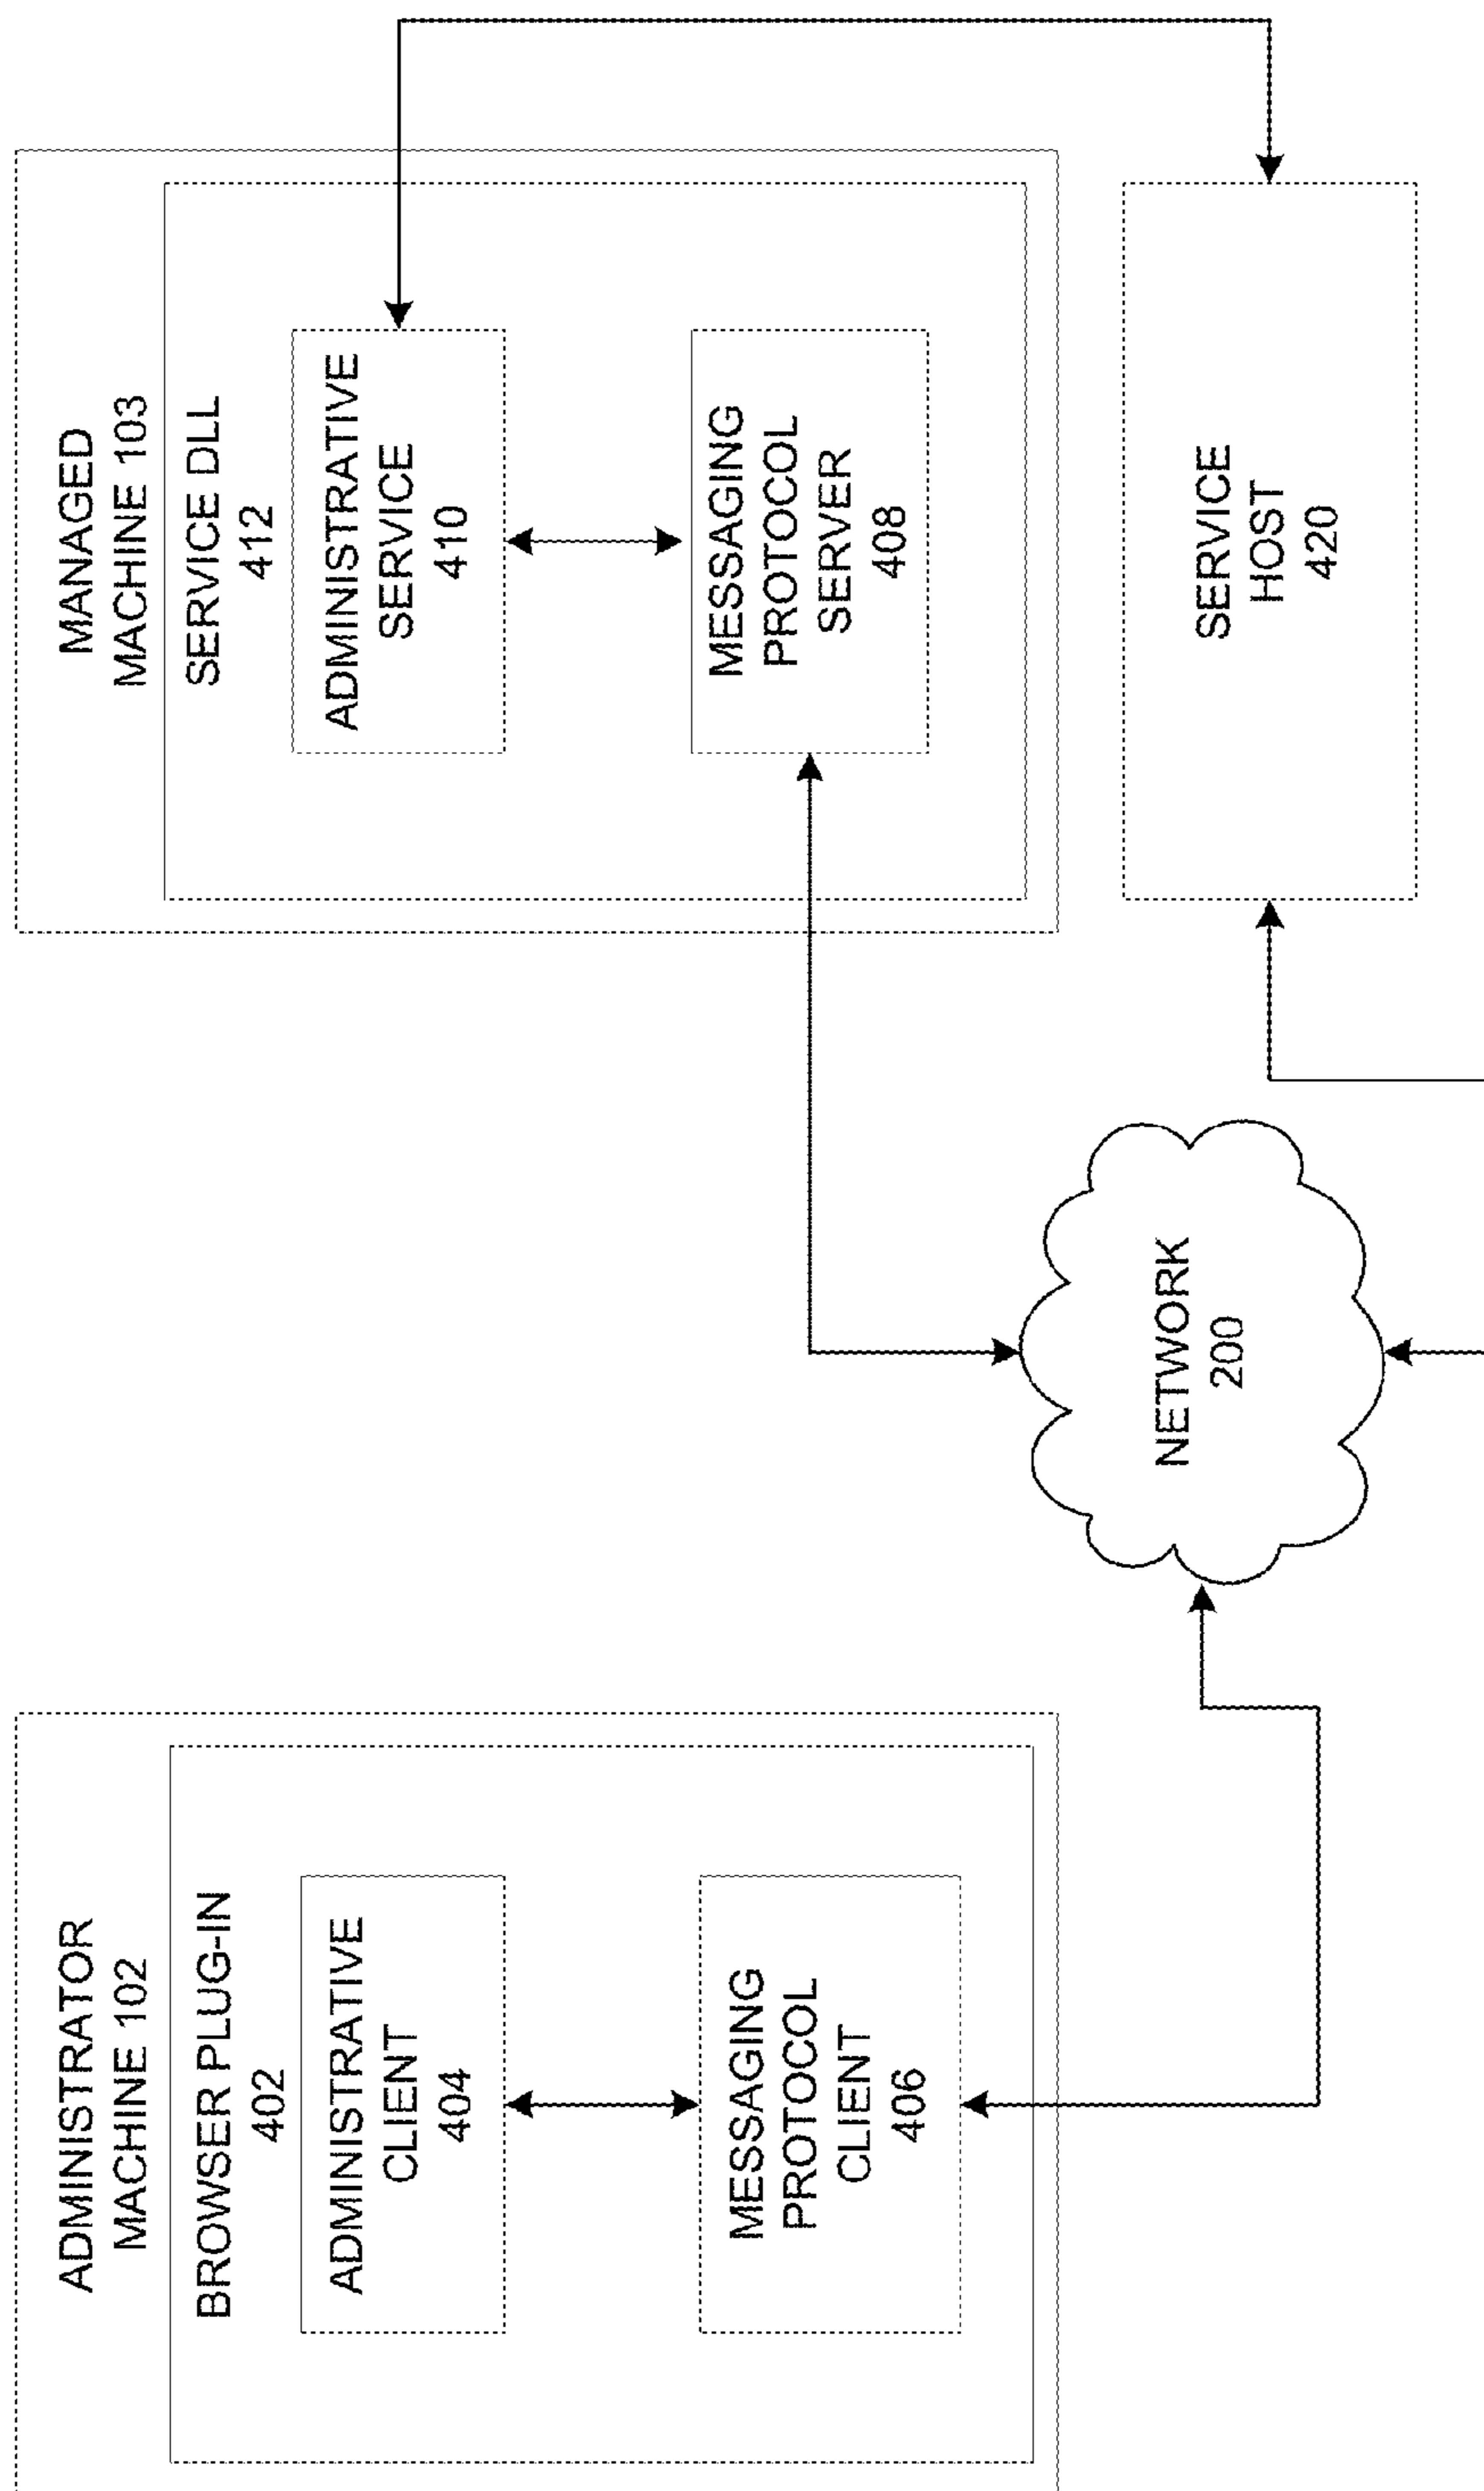 ADMINISTRATOR
MACHINE 102
BROWSER PLUG-IN
402
ADMINISTRATIVE
CLIENT
404
MESSAGING
PROTOCOL
CLIENT
406
NETWORK
200
MANAGED
MACHINE 103
SERVICE DLL
412
ADMINISTRATIVE
SERVICE
410
MESSAGING
PROTOCOL
SERVER
408
SERVICE
HOST
420